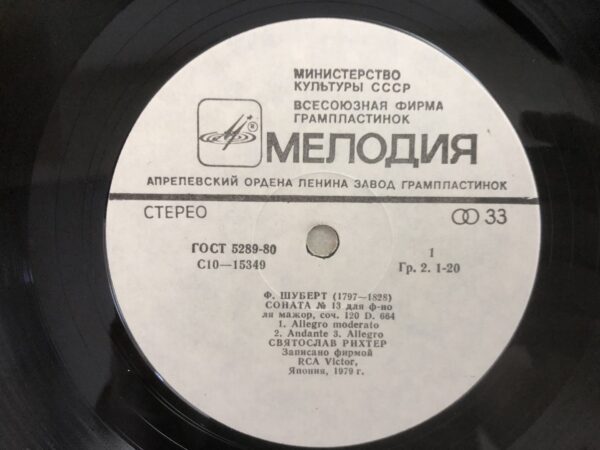 МИНИСТЕРСТВО
КУЛЬТУРЫ СССР
ВСЕСОЮЗНАЯ ФИРМА
ГРАМПЛАСТИНОК
®
МЕЛОДИЯ
АПРЕЛЕВСКИЙ ОРДЕНА ЛЕНИНА ЗАВОД ГРАМПЛАСТИНОК
СТЕРЕО
33
ГОСТ 5289-80
С10—15349
1
Гр. 2. 1-20
Ф. ШУБЕРТ (1797—1828)
СОНАТА № 13 для ф-но
ля мажор, соч. 120 D. 664
1. Allegro moderato
2. Andante 3. Allegro
СВЯТОСЛАВ РИХТЕР
Записано фирмой
RCA Victor,
Япония, 1979 г.